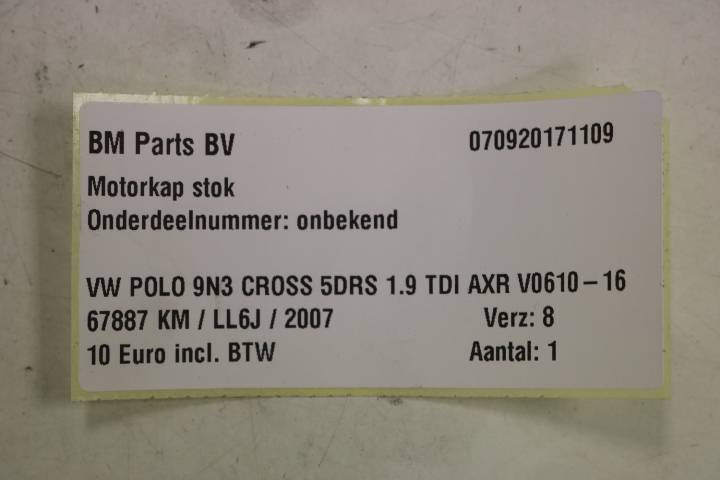 BM Parts BV 070920171109
Motorkap stok
Onderdeelnummer: onbekend
VW POLO 9N3 CROSS 5DRS 1.9 TDI AXR V0610-16
67887 KM / LL6J / 2007 Verz: 8
10 Euro incl. BTW Aantal: 1